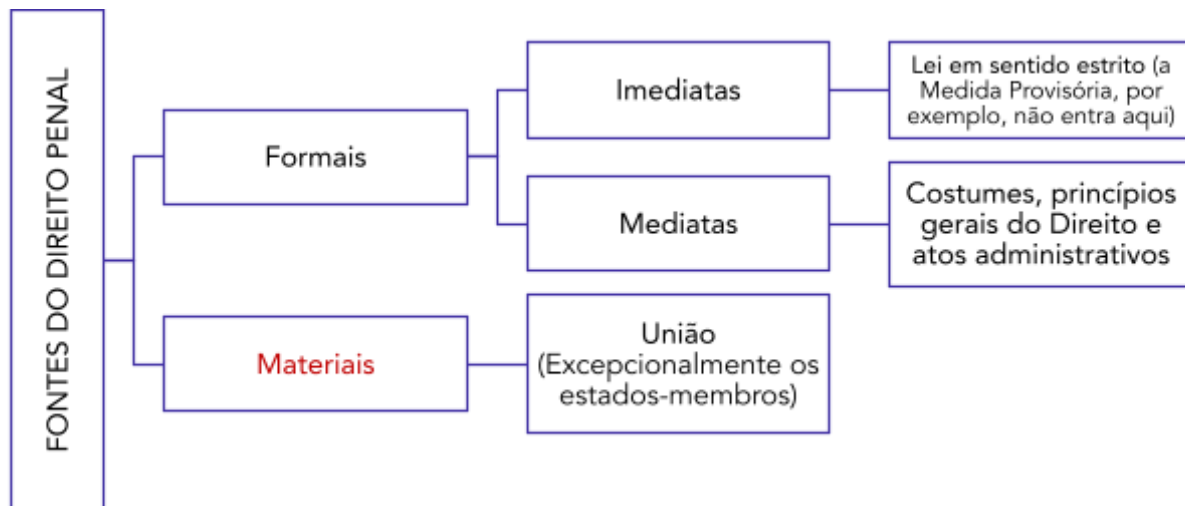 FONTES DO DIREITO PENAL
Formais
Imediatas
Lei em sentido estrito (a
Medida Provisória, por
exemplo, não entra aqui)
Mediatas
Costumes, princípios
gerais do Direito e
atos administrativos
Materiais
União
(Excepcionalmente os
estados-membros)